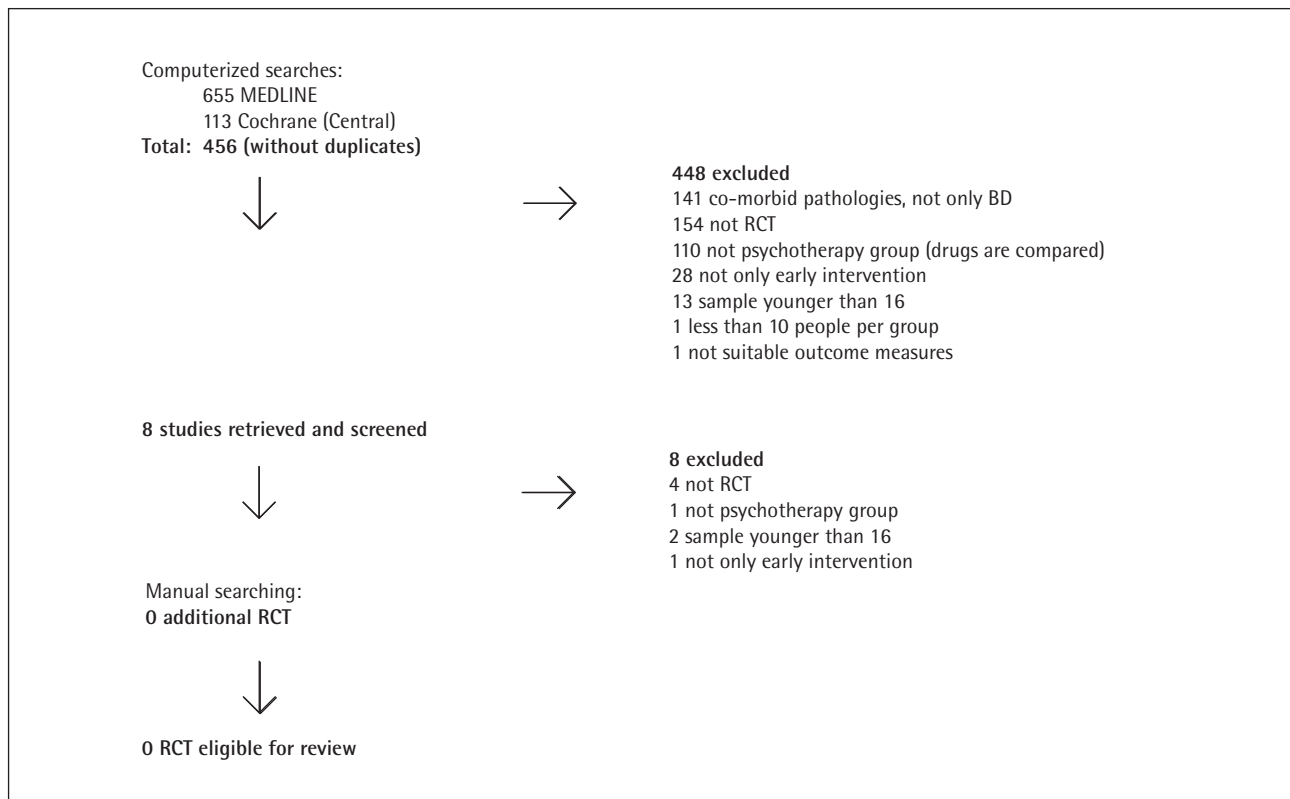 Computerized searches:
655 MEDLINE
113 Cochrane (Central)
Total: 456 (without duplicates)
448 excluded
141 co-morbid pathologies, not only BD
154 not RCT
110 not psychotherapy group (drugs are compared)
28 not only early intervention
13 sample younger than 16
1 less than 10 people per group
1 not suitable outcome measures
8 studies retrieved and screened
8 excluded
4 not RCT
1 not psychotherapy group
2 sample younger than 16
1 not only early intervention
Manual searching:
0 additional RCT
0 RCT eligible for review